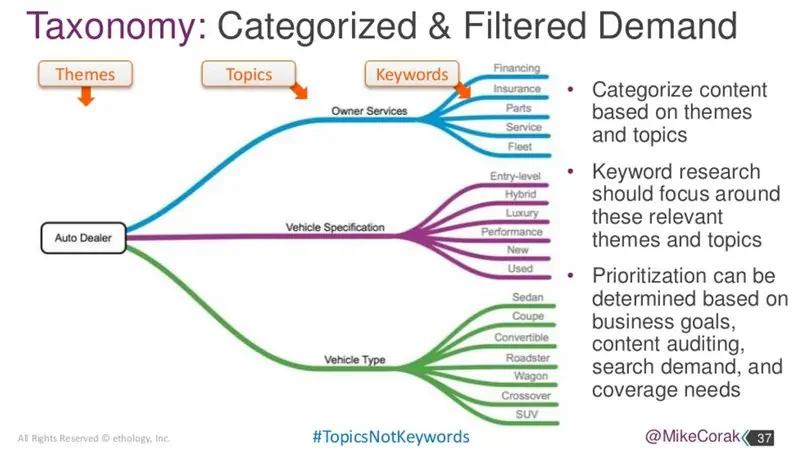 Taxonomy: Categorized & Filtered Demand
Themes
Topics
Keywords
Auto Dealer
Owner Services
Financing
Insurance
Parts
Service
Fleet
Vehicle Specification
Entry-level
Hybrid
Luxury
Performance
New
Used
Vehicle Type
Sedan
Coupe
Convertible
Roadster
Wagon
Crossover
SUV
• Categorize content
based on themes
and topics
• Keyword research
should focus around
these relevant
themes and topics
• Prioritization can be
determined based on
business goals,
content auditing,
search demand, and
coverage needs
All Rights Reserved © ethology, Inc.
#TopicsNotKeywords
@MikeCorak
37